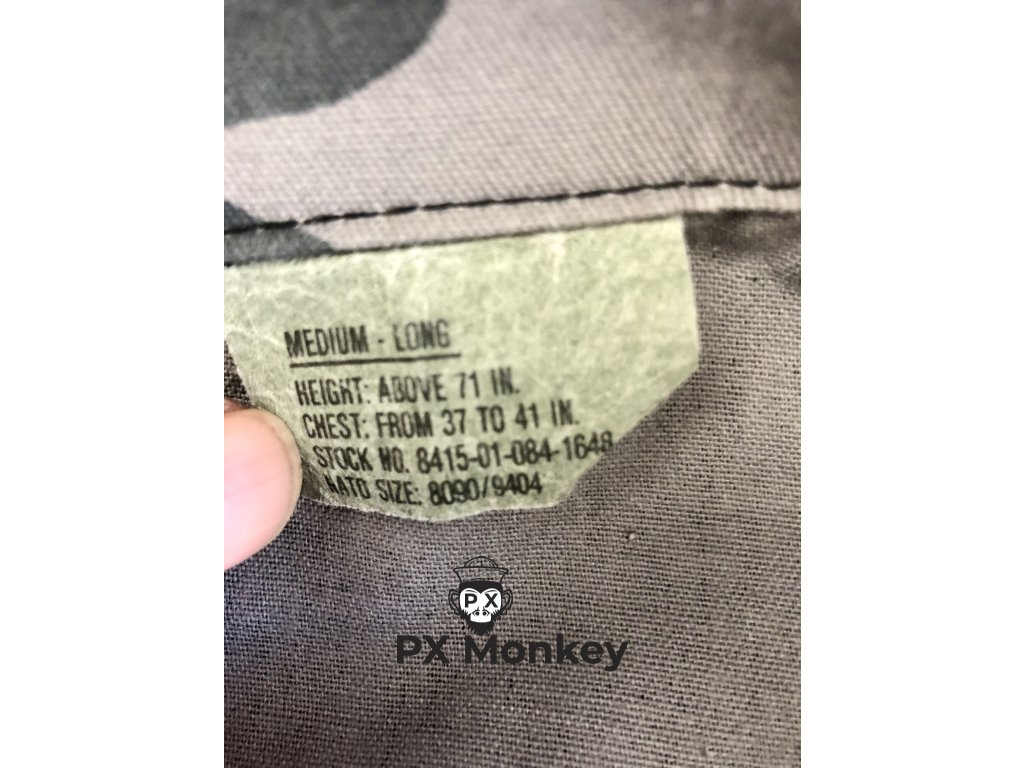 MEDIUM - LONG
HEIGHT: ABOVE 71 IN.
CHEST: FROM 37 TO 41 IN.
STOCK NO. 8415-01-084-1648
NATO SIZE: 8090/9404
PX
PX Monkey